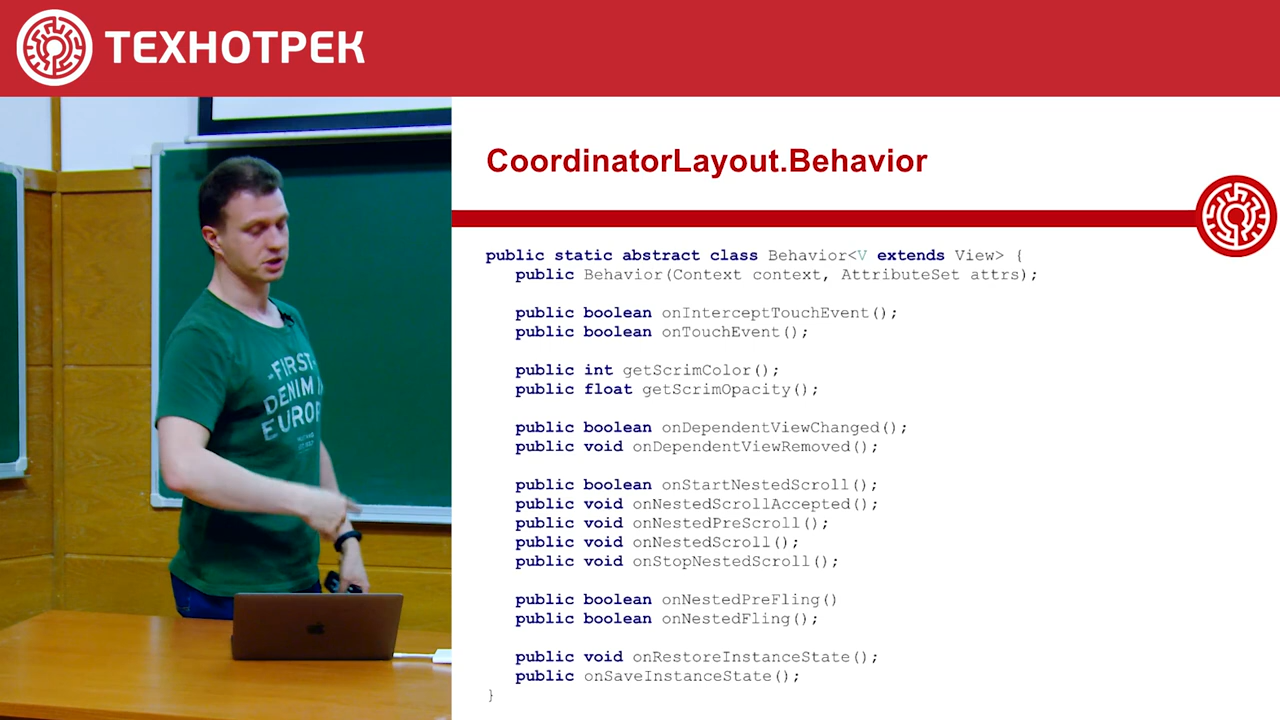 ТЕХНОТРЕК
CoordinatorLayout.Behavior
public static abstract class Behavior<V extends View> {
public Behavior(Context context, AttributeSet attrs);
public boolean onInterceptTouchEvent();
public boolean onTouchEvent();
public int getScrimColor();
public float getScrimOpacity();
public boolean onDependentViewChanged();
public void onDependentViewRemoved();
public boolean onStartNestedScroll();
public void onNestedScrollAccepted();
public void onNestedPreScroll();
public void onNestedScroll();
public void onStopNestedScroll();
public boolean onNestedPreFling()
public boolean onNestedFling();
public void onRestoreInstanceState();
public onSaveInstanceState();
}
-FIRST-
DENIM
EUROP